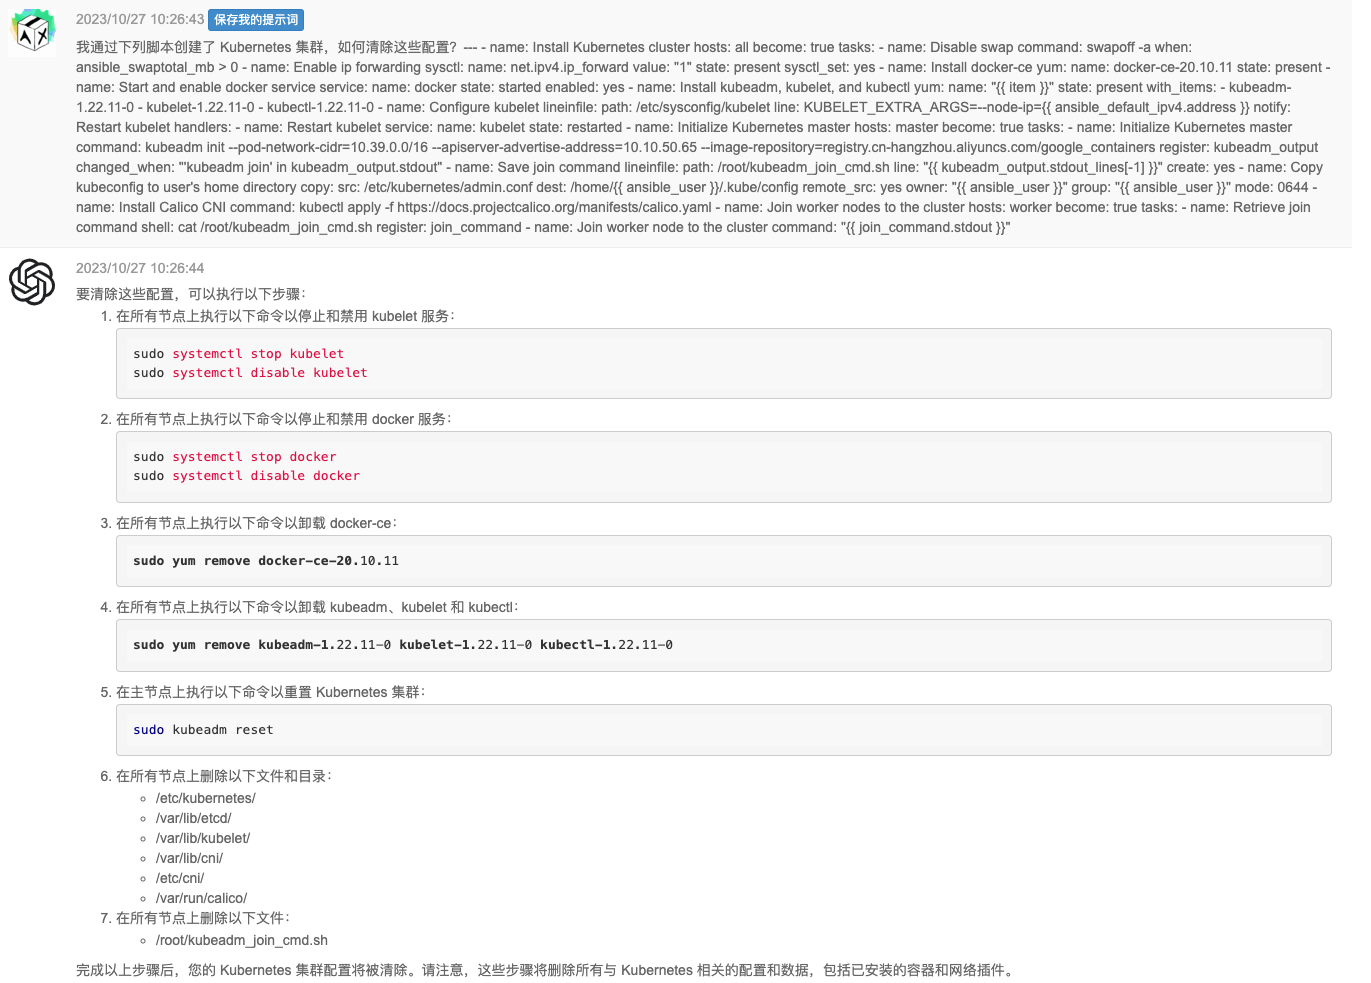 2023/10/27 10:26:43 保存我的提示词
我通过下列脚本创建了 Kubernetes 集群，如何清除这些配置？--- - name: Install Kubernetes cluster hosts: all become: true tasks: - name: Disable swap command: swapoff -a when:
ansible_swaptotal_mb > 0 - name: Enable ip forwarding sysctl: name: net.ipv4.ip_forward value: "1" state: present sysctl_set: yes - name: Install docker-ce yum: name: docker-ce-20.10.11 state: present -
name: Start and enable docker service service: name: docker state: started enabled: yes - name: Install kubeadm, kubelet, and kubectl yum: name: "{{ item }}" state: present with_items: - kubeadm-
1.22.11-0 - kubelet-1.22.11-0 - kubectl-1.22.11-0 - name: Configure kubelet lineinfile: path: /etc/sysconfig/kubelet line: KUBELET_EXTRA_ARGS=--node-ip={{ ansible_default_ipv4.address }} notify:
Restart kubelet handlers: - name: Restart kubelet service: name: kubelet state: restarted - name: Initialize Kubernetes master hosts: master become: true tasks: - name: Initialize Kubernetes master
command: kubeadm init --pod-network-cidr=10.39.0.0/16 --apiserver-advertise-address=10.10.50.65 --image-repository=registry.cn-hangzhou.aliyuncs.com/google_containers register: kubeadm_output
changed_when: "'kubeadm join' in kubeadm_output.stdout" - name: Save join command lineinfile: path: /root/kubeadm_join_cmd.sh line: "{{ kubeadm_output.stdout_lines[-1] }}" create: yes - name: Copy
kubeconfig to user's home directory copy: src: /etc/kubernetes/admin.conf dest: /home/{{ ansible_user }}/.kube/config remote_src: yes owner: "{{ ansible_user }}" group: "{{ ansible_user }}" mode: 0644 -
name: Install Calico CNI command: kubectl apply -f https://docs.projectcalico.org/manifests/calico.yaml - name: Join worker nodes to the cluster hosts: worker become: true tasks: - name: Retrieve join
command shell: cat /root/kubeadm_join_cmd.sh register: join_command - name: Join worker node to the cluster command: "{{ join_command.stdout }}"
2023/10/27 10:26:44
要清除这些配置，可以执行以下步骤：
1. 在所有节点上执行以下命令以停止和禁用 kubelet 服务：
sudo systemctl stop kubelet
sudo systemctl disable kubelet
2. 在所有节点上执行以下命令以停止和禁用 docker 服务：
sudo systemctl stop docker
sudo systemctl disable docker
3. 在所有节点上执行以下命令以卸载 docker-ce：
sudo yum remove docker-ce-20.10.11
4. 在所有节点上执行以下命令以卸载 kubeadm、kubelet 和 kubectl：
sudo yum remove kubeadm-1.22.11-0 kubelet-1.22.11-0 kubectl-1.22.11-0
5. 在主节点上执行以下命令以重置 Kubernetes 集群：
sudo kubeadm reset
6. 在所有节点上删除以下文件和目录：
/etc/kubernetes/
/var/lib/etcd/
/var/lib/kubelet/
/var/lib/cni/
/etc/cni/
/var/run/calico/
7. 在所有节点上删除以下文件：
/root/kubeadm_join_cmd.sh
完成以上步骤后，您的 Kubernetes 集群配置将被清除。请注意，这些步骤将删除所有与 Kubernetes 相关的配置和数据，包括已安装的容器和网络插件。